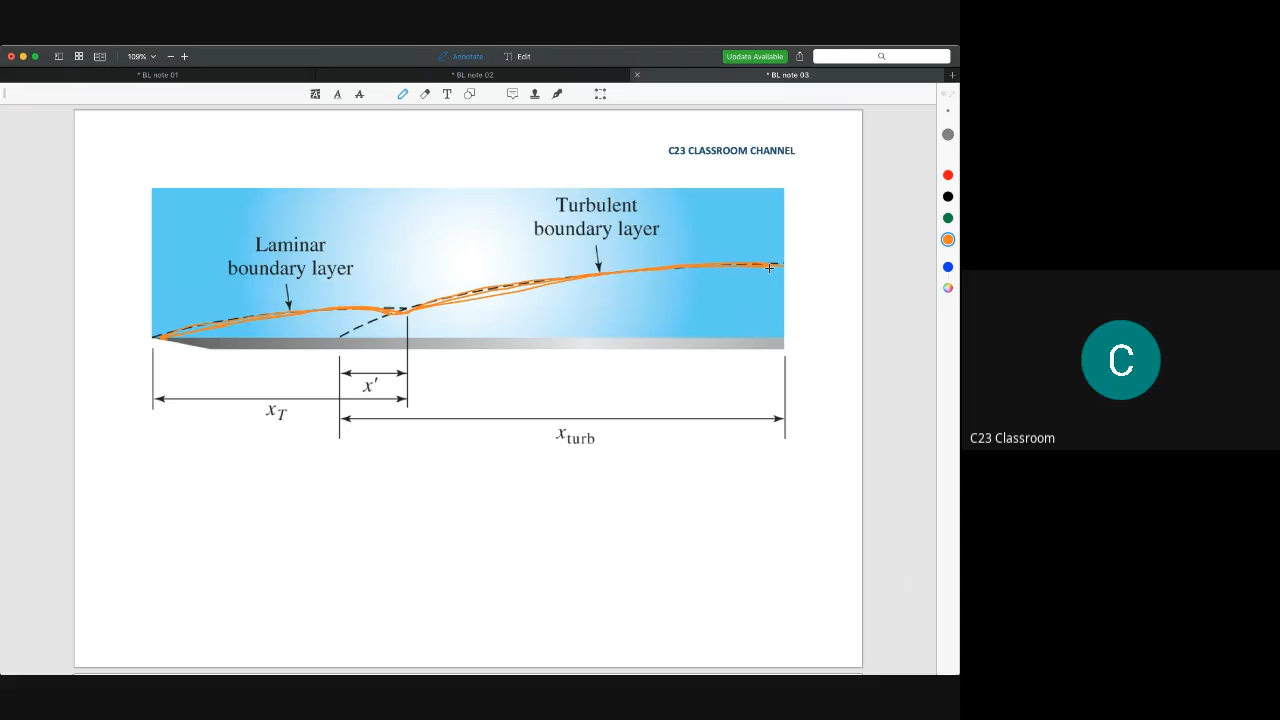 109%
Annotate
Edit
Update Available
* BL note 01
* BL note 02
* BL note 03
C23 CLASSROOM CHANNEL
Turbulent
boundary layer
Laminar
boundary layer
x′
x_T
x_turb
C
C23 Classroom